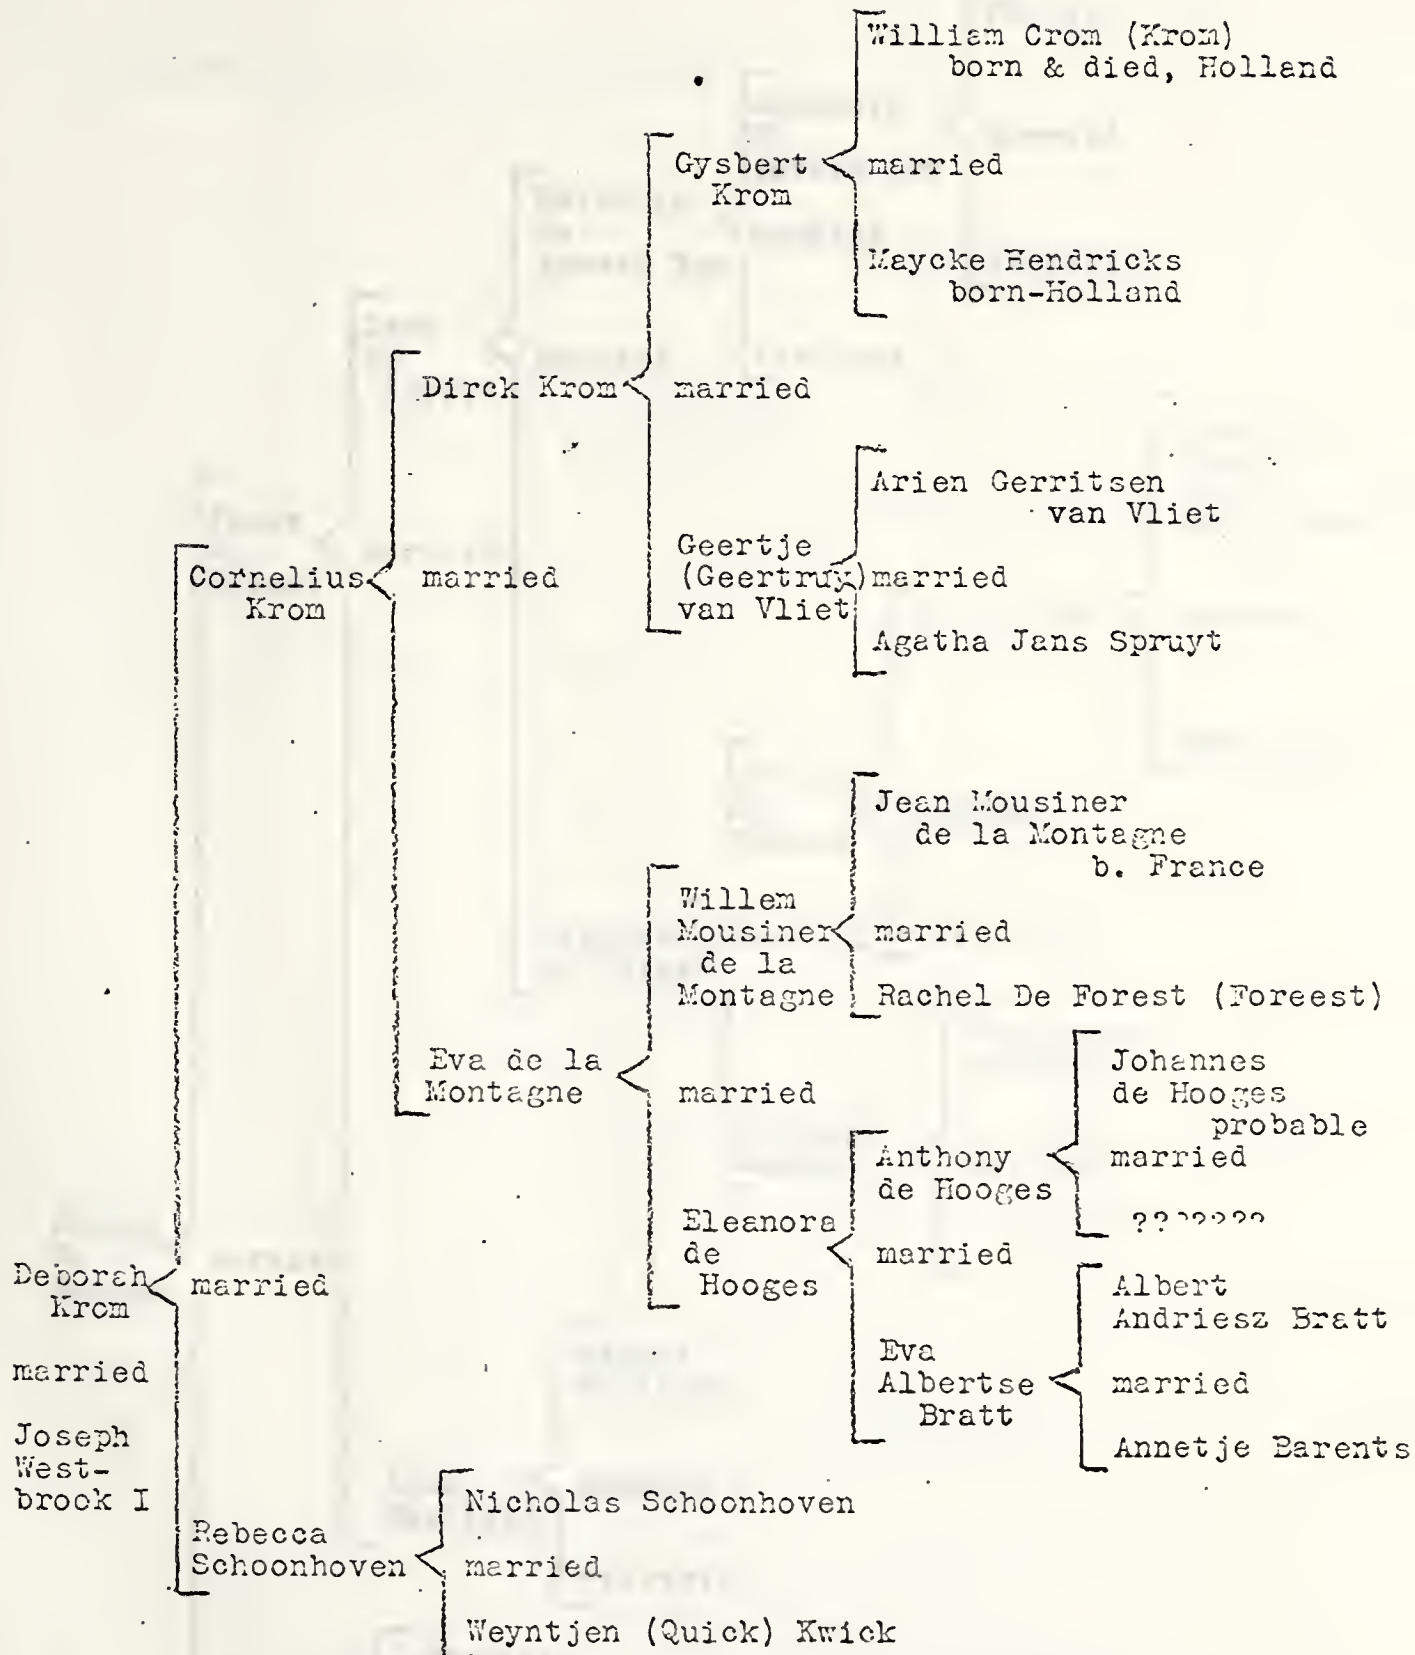 William Crom (Krom)
born & died, Holland
Gysbert
Krom
married
Maycke Hendricks
born-Holland
Dirck Krom
married
Arien Gerritsen
van Vliet
Geertje
(Geertruy)
van Vliet
married
Agatha Jans Spruyt
Cornelius
Krom
married
Jean Mousiner
de la Montagne
b. France
Willem
Mousiner
de la
Montagne
married
Rachel De Forest (Foreest)
Eva de la
Montagne
married
Johannes
de Hooges
probable
Anthony
de Hooges
married
???????
Eleanora
de
Hooges
married
Albert
Andriesz Bratt
Eva
Albertse
Bratt
married
Annetje Barents
Deborah
Krom
married
Joseph
West-
brook I
married
Rebecca
Schoonhoven
Nicholas Schoonhoven
married
Weyntjen (Quick) Kwick